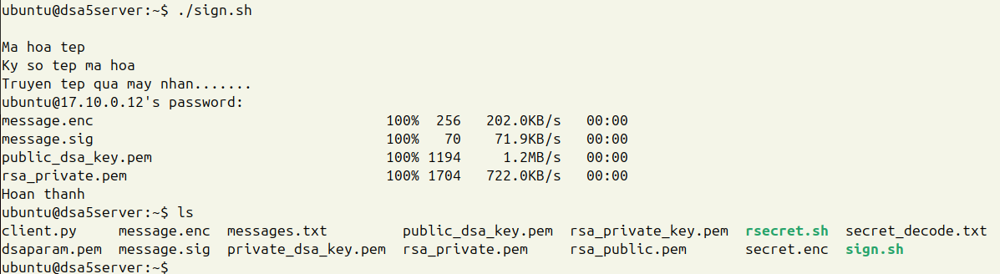 ubuntu@dsa5server:~$ ./sign.sh
Ma hoa tep
Ky so tep ma hoa
Truyen tep qua may nhan.......
ubuntu@17.10.0.12's password:
message.enc 100% 256 202.0KB/s 00:00
message.sig 100% 70 71.9KB/s 00:00
public_dsa_key.pem 100% 1194 1.2MB/s 00:00
rsa_private.pem 100% 1704 722.0KB/s 00:00
Hoan thanh
ubuntu@dsa5server:~$ ls
client.py message.enc messages.txt public_dsa_key.pem rsa_private_key.pem rsecret.sh secret_decode.txt
dsaparam.pem message.sig private_dsa_key.pem rsa_private.pem rsa_public.pem secret.enc sign.sh
ubuntu@dsa5server:~$